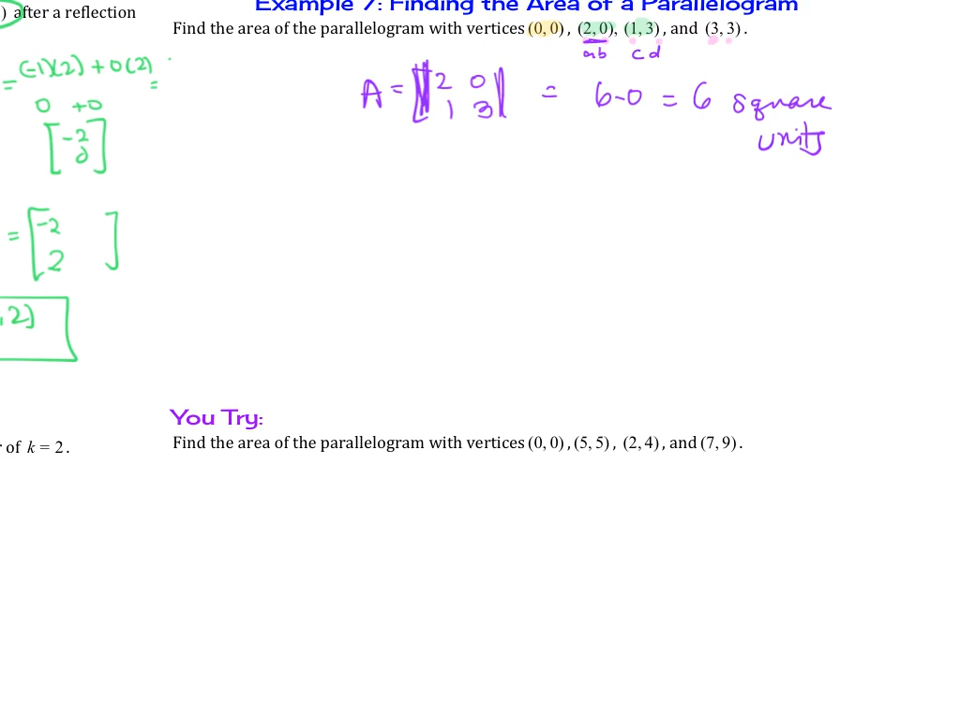 ) after a reflection
= (-1)(2) + 0(2)
=
0 +0
[-2
0]
= [-2
2 ]
, 2)
r of k = 2.
Example 7: Finding the Area of a Parallelogram
Find the area of the parallelogram with vertices (0, 0), (2, 0), (1, 3), and (3, 3).
ab cd
A = |2 0
1 3| = 6-0 = 6 square
units
You Try:
Find the area of the parallelogram with vertices (0, 0), (5, 5), (2, 4), and (7, 9).